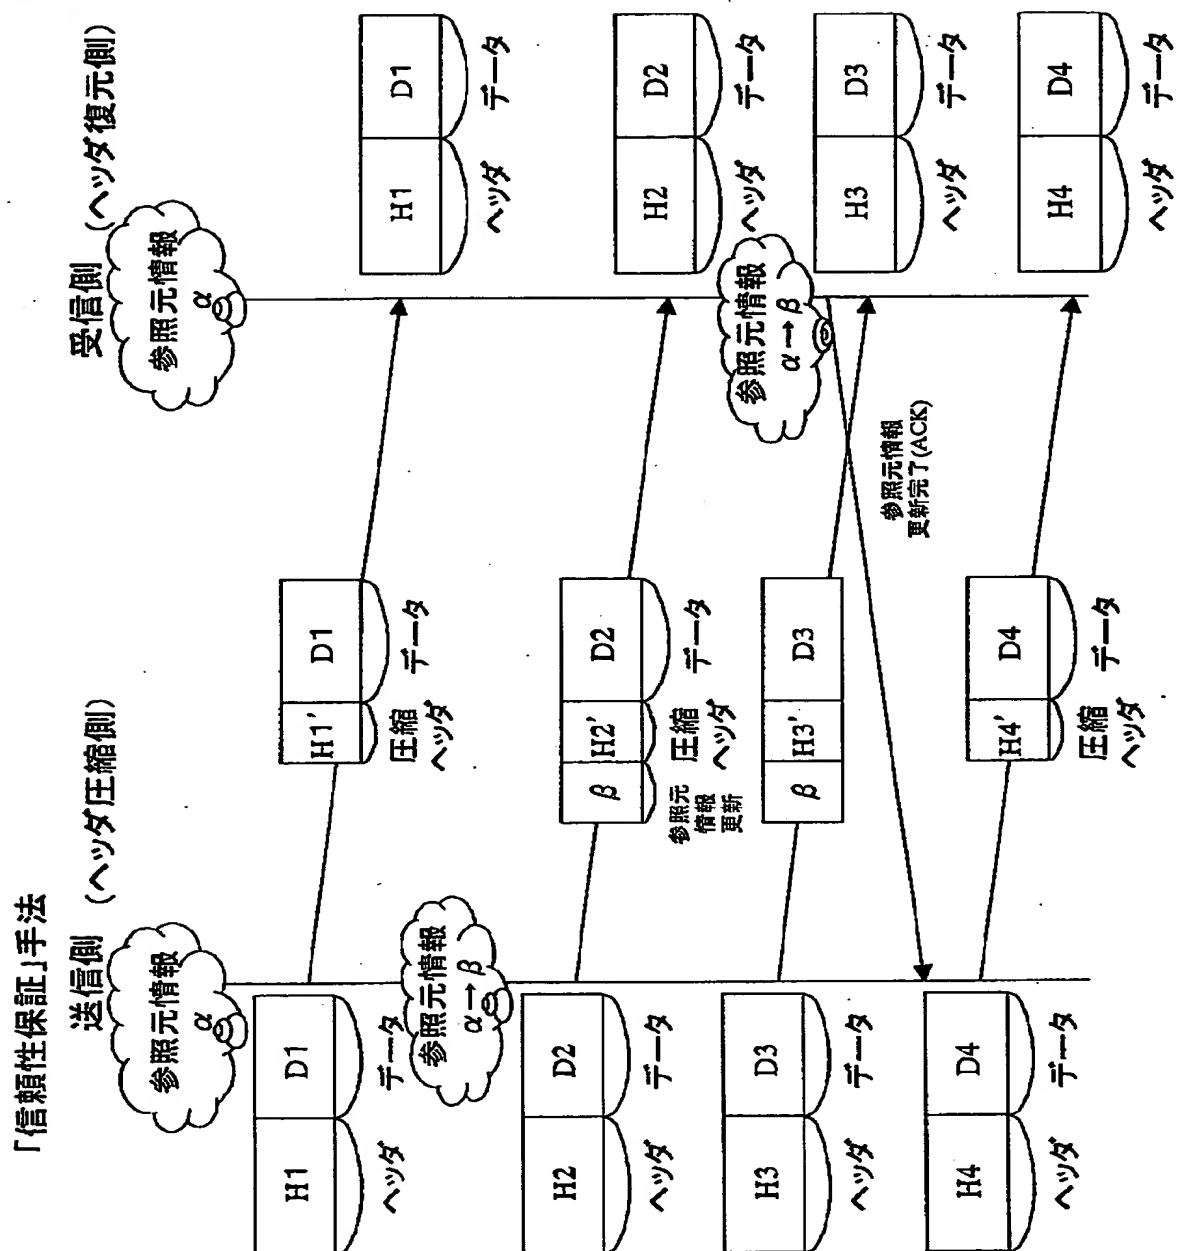 「信頼性保証」手法
送信側
(ヘッダ圧縮側)
受信側
(ヘッダ復元側)
参照元情報
α
参照元情報
α
H1
D1
ヘッダ
データ
H1'
D1
圧縮
ヘッダ
データ
H1
D1
ヘッダ
データ
参照元情報
α→β
H2
D2
ヘッダ
データ
β
H2'
D2
参照元
情報
更新
圧縮
ヘッダ
データ
H2
D2
ヘッダ
データ
参照元情報
α→β
H3
D3
ヘッダ
データ
β
H3'
D3
H3
D3
ヘッダ
データ
参照元情報
更新完了(ACK)
H4
D4
ヘッダ
データ
H4'
D4
圧縮
ヘッダ
データ
H4
D4
ヘッダ
データ